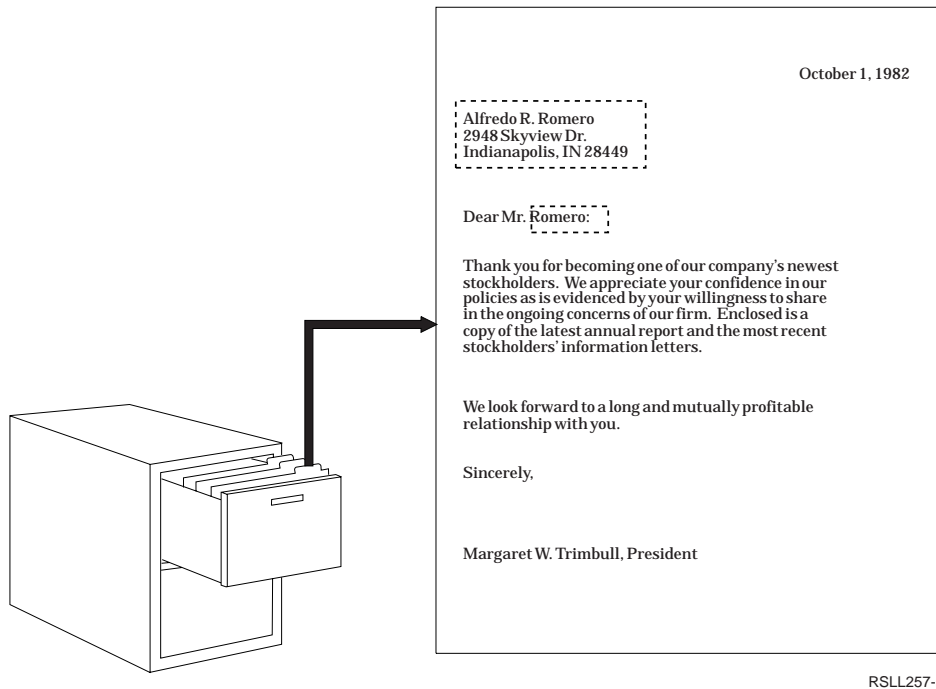 October 1, 1982
Alfredo R. Romero
2948 Skyview Dr.
Indianapolis, IN 28449
Dear Mr. Romero:
Thank you for becoming one of our company's newest
stockholders. We appreciate your confidence in our
policies as is evidenced by your willingness to share
in the ongoing concerns of our firm. Enclosed is a
copy of the latest annual report and the most recent
stockholders' information letters.
We look forward to a long and mutually profitable
relationship with you.
Sincerely,
Margaret W. Trimbull, President
RSLL257-